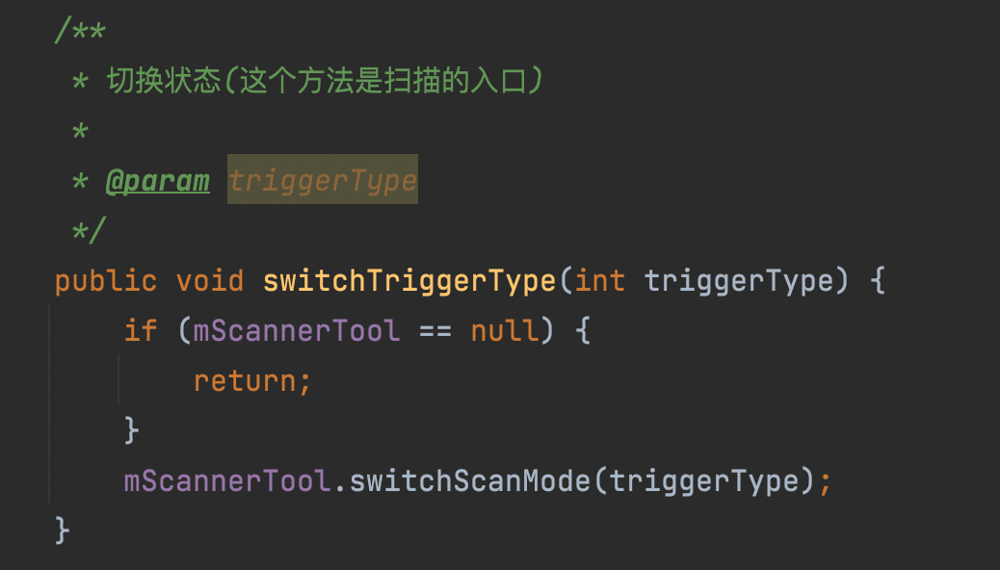 /**
 * 切换状态(这个方法是扫描的入口)
 *
 * @param triggerType
 */
public void switchTriggerType(int triggerType) {
    if (mScannerTool == null) {
        return;
    }
    mScannerTool.switchScanMode(triggerType);
}